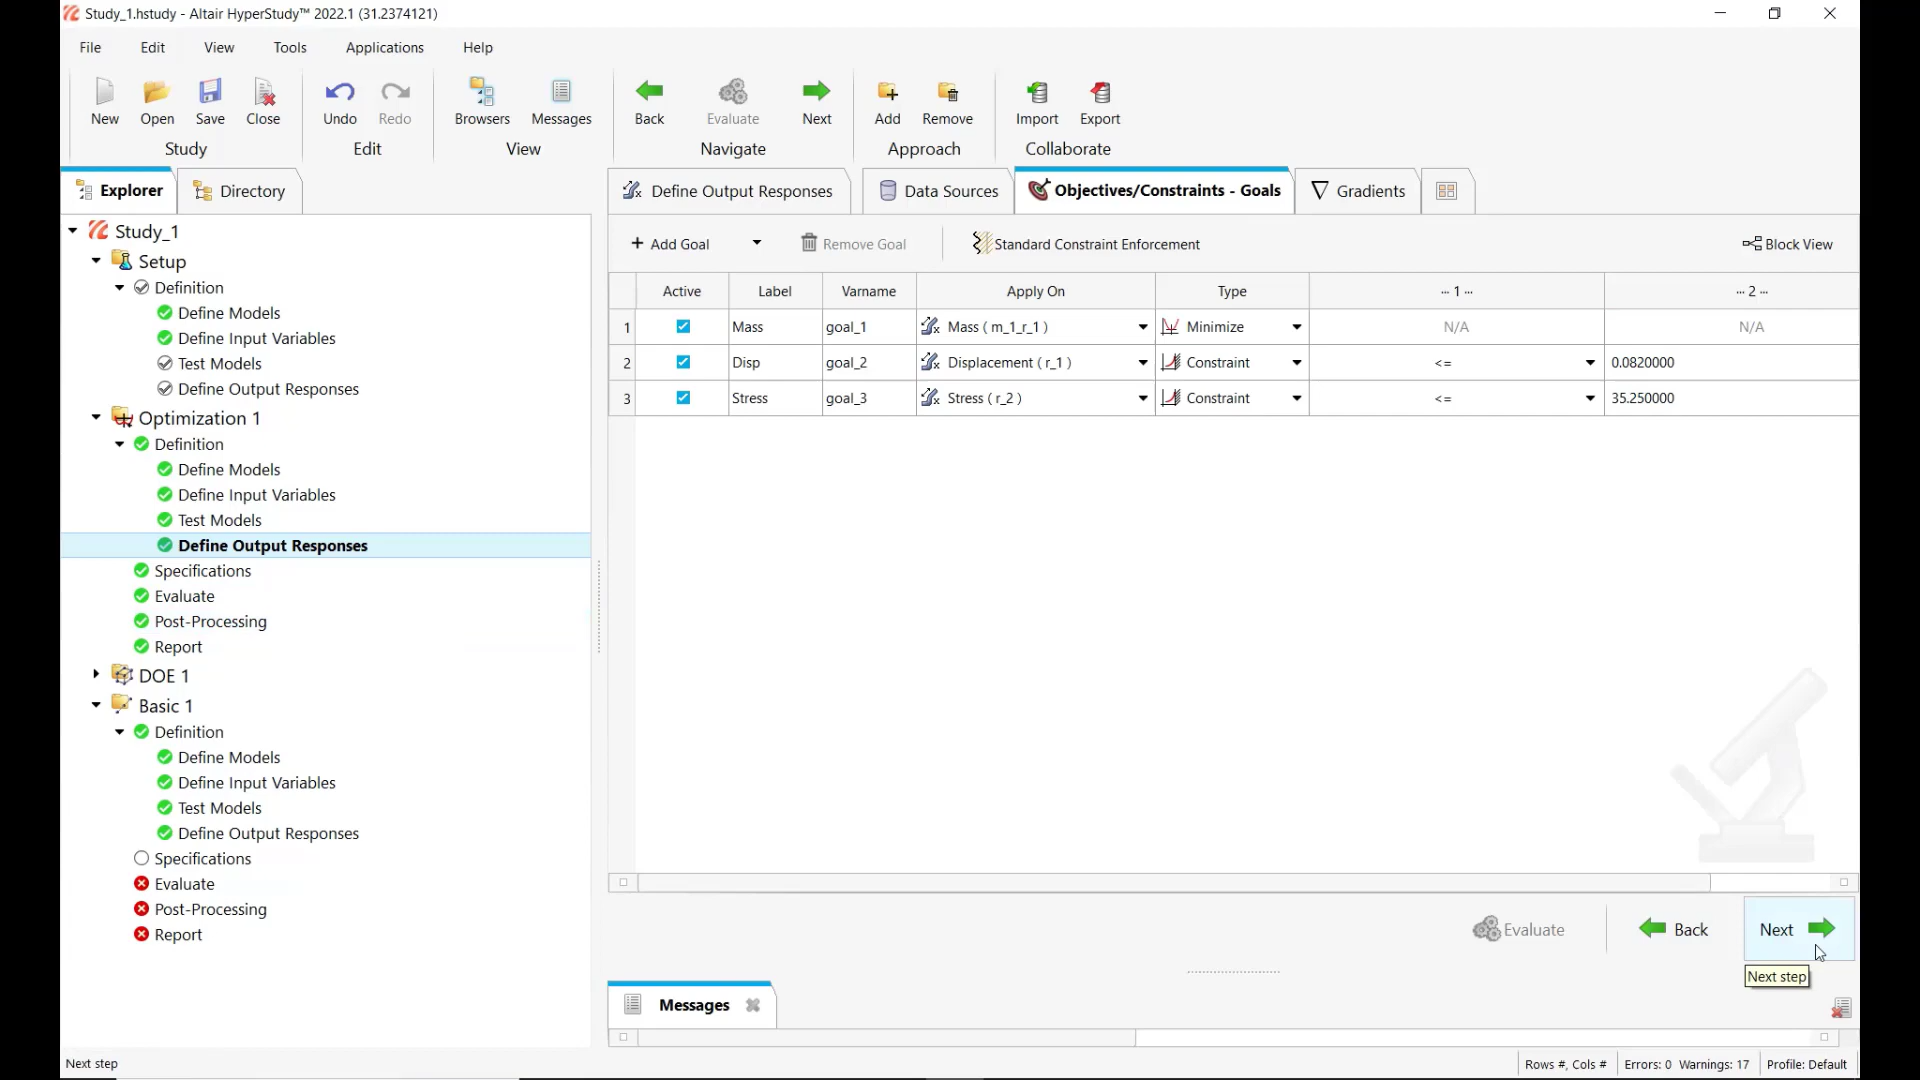 Study_1.hstudy - Altair HyperStudy™ 2022.1 (31.2374121)
File Edit View Tools Applications Help
New Open Save Close Undo Redo Browsers Messages Back Evaluate Next Add Remove Import Export
Study Edit View Navigate Approach Collaborate
Explorer Directory
Study_1
Setup
Definition
Define Models
Define Input Variables
Test Models
Define Output Responses
Optimization 1
Definition
Define Models
Define Input Variables
Test Models
Define Output Responses
Specifications
Evaluate
Post-Processing
Report
DOE 1
Basic 1
Definition
Define Models
Define Input Variables
Test Models
Define Output Responses
Specifications
Evaluate
Post-Processing
Report
Define Output Responses Data Sources Objectives/Constraints - Goals Gradients
+ Add Goal Remove Goal Standard Constraint Enforcement Block View
Active Label Varname Apply On Type ··· 1 ··· ··· 2 ···
1 Mass goal_1 Mass ( m_1_r_1 ) Minimize N/A N/A
2 Disp goal_2 Displacement ( r_1 ) Constraint <= 0.0820000
3 Stress goal_3 Stress ( r_2 ) Constraint <= 35.250000
Evaluate Back Next
Next step
Messages
Next step Rows #, Cols # Errors: 0 Warnings: 17 Profile: Default